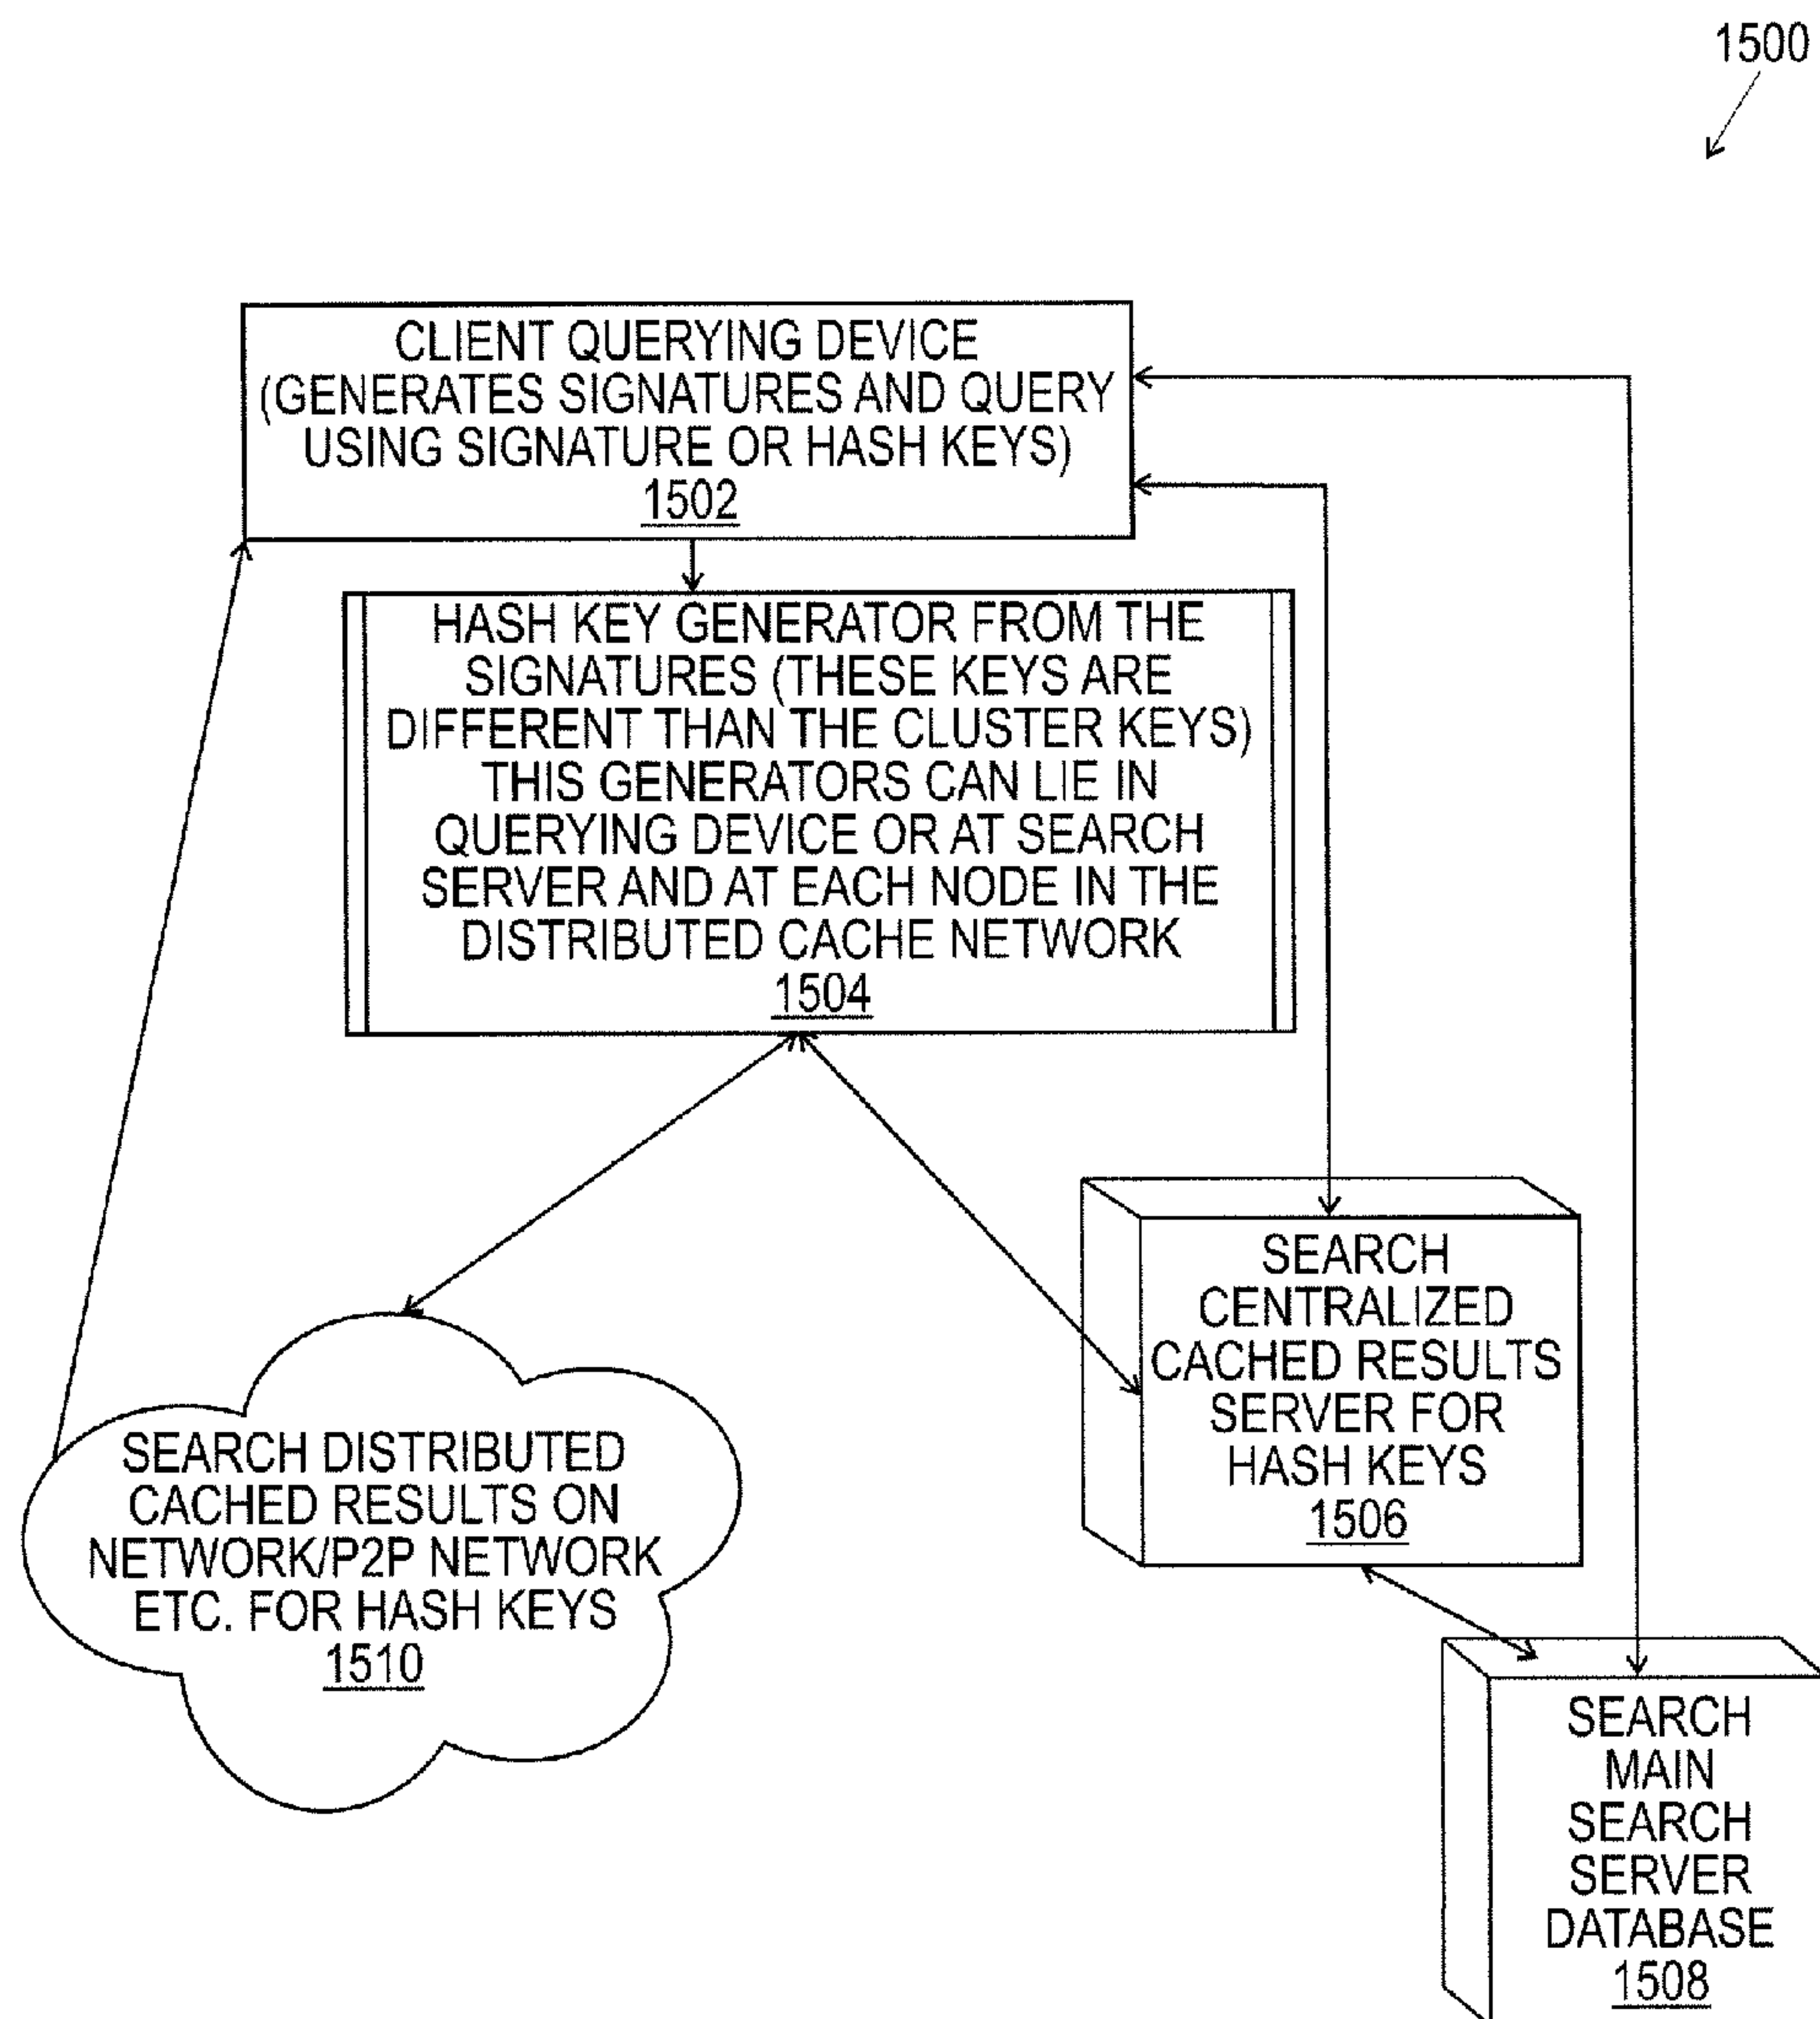 1500
CLIENT QUERYING DEVICE
(GENERATES SIGNATURES AND QUERY
USING SIGNATURE OR HASH KEYS)
1502
HASH KEY GENERATOR FROM THE
SIGNATURES (THESE KEYS ARE
DIFFERENT THAN THE CLUSTER KEYS)
THIS GENERATORS CAN LIE IN
QUERYING DEVICE OR AT SEARCH
SERVER AND AT EACH NODE IN THE
DISTRIBUTED CACHE NETWORK
1504
SEARCH
CENTRALIZED
CACHED RESULTS
SERVER FOR
HASH KEYS
1506
SEARCH DISTRIBUTED
CACHED RESULTS ON
NETWORK/P2P NETWORK
ETC. FOR HASH KEYS
1510
SEARCH
MAIN
SEARCH
SERVER
DATABASE
1508